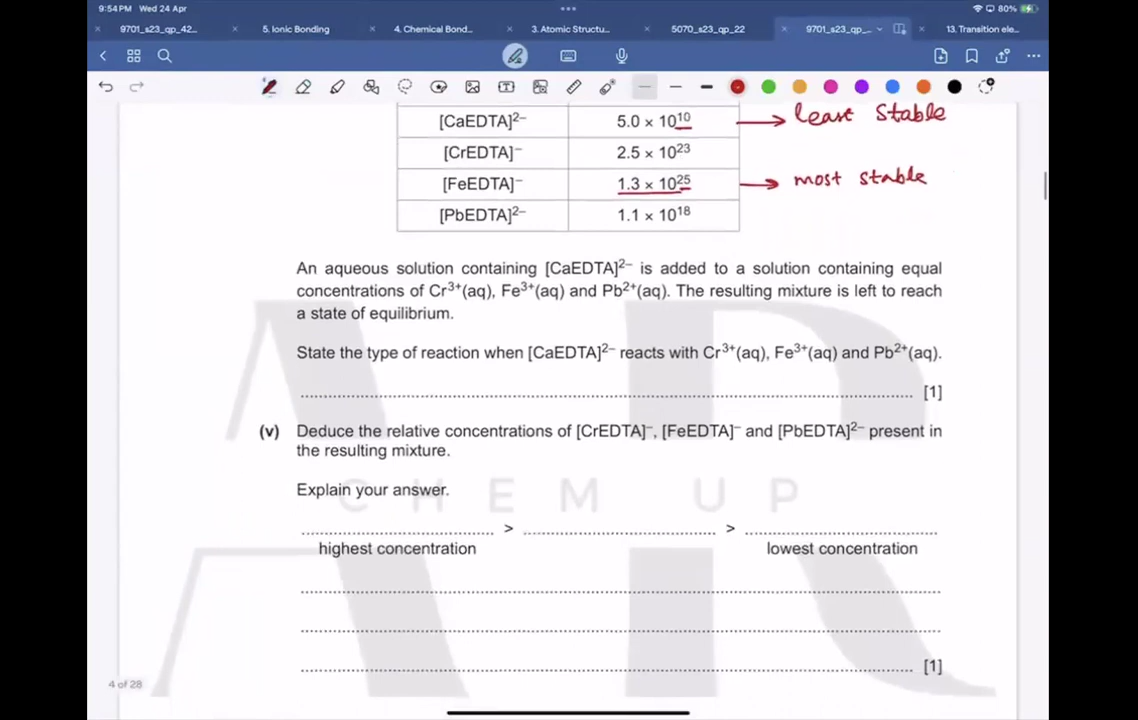 9:54 PM Wed 24 Apr
80%
9701_s23_qp_42... 5. Ionic Bonding 4. Chemical Bond... 3. Atomic Structu... 5070_s23_qp_22 9701_s23_qp_... 13. Transition ele...
[CaEDTA]²⁻ 5.0 × 10¹⁰ → least stable
[CrEDTA]⁻ 2.5 × 10²³
[FeEDTA]⁻ 1.3 × 10²⁵ → most stable
[PbEDTA]²⁻ 1.1 × 10¹⁸
An aqueous solution containing [CaEDTA]²⁻ is added to a solution containing equal
concentrations of Cr³⁺(aq), Fe³⁺(aq) and Pb²⁺(aq). The resulting mixture is left to reach
a state of equilibrium.
State the type of reaction when [CaEDTA]²⁻ reacts with Cr³⁺(aq), Fe³⁺(aq) and Pb²⁺(aq).
[1]
(v) Deduce the relative concentrations of [CrEDTA]⁻, [FeEDTA]⁻ and [PbEDTA]²⁻ present in
the resulting mixture.
Explain your answer.
AR
CHEM UP
> >
highest concentration lowest concentration
[1]
4 of 28